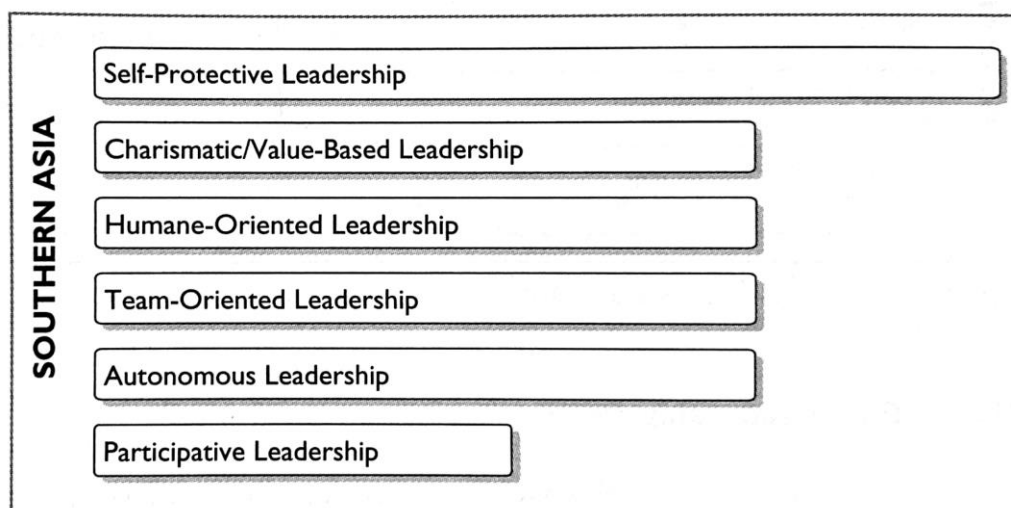 SOUTHERN ASIA
Self-Protective Leadership
Charismatic/Value-Based Leadership
Humane-Oriented Leadership
Team-Oriented Leadership
Autonomous Leadership
Participative Leadership